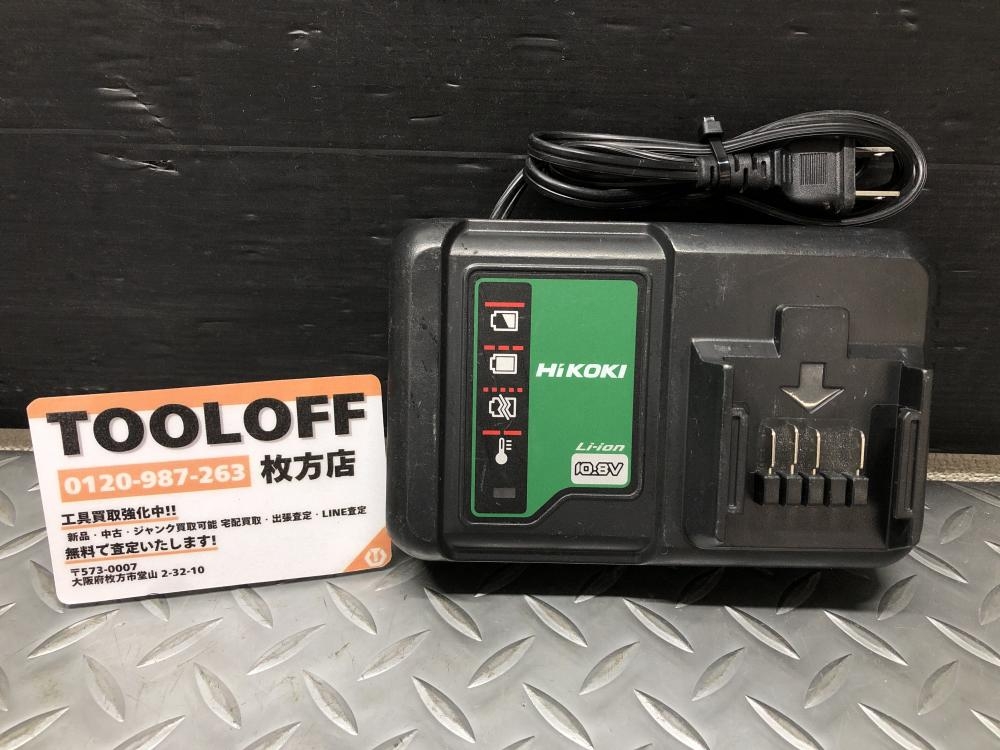 TOOLOFF
0120-987-263 枚方店
工具買取強化中!!
新品・中古・ジャンク買取可能 宅配買取・出張査定・LINE査定
無料で査定いたします!
〒573-0007
大阪府枚方市堂山 2-32-10
HiKOKI
Li-ion
10.8V